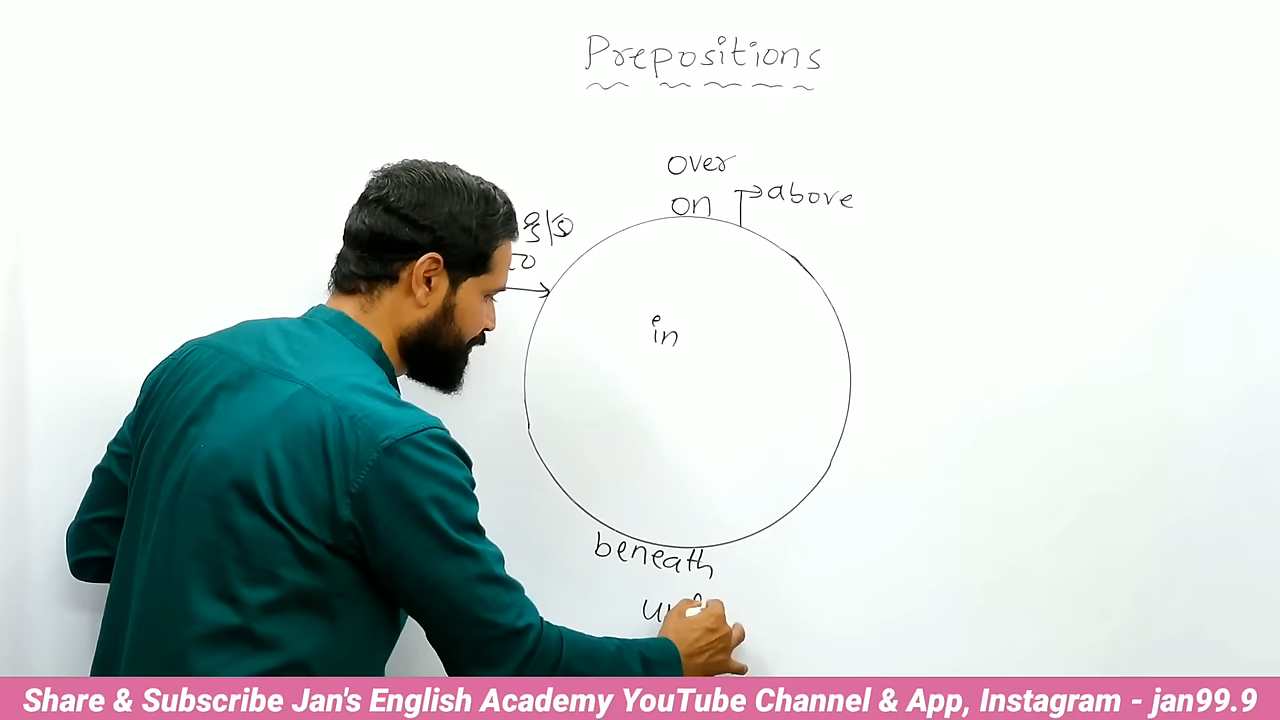 Prepositions
over
on
above
in
beneath
Share & Subscribe Jan's English Academy YouTube Channel & App, Instagram - jan99.9